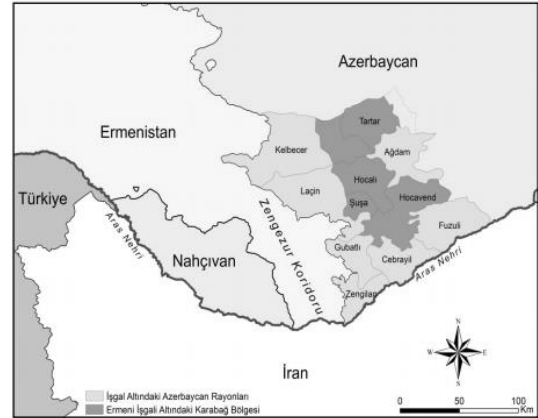 Azerbaycan
Ermenistan
Tartar
Kelbecer
Ağdam
Hocalı
Laçin
Hocavend
Şuşa
Türkiye
Aras Nehri
Zengezur Koridoru
Fuzuli
Gubatlı
Nahçıvan
Cebrayil
Aras Nehri
Zengilan
İran
N
W
E
S
İşgal Altındaki Azerbaycan Rayonları
Ermeni İşgali Altındaki Karabağ Bölgesi
0 50 100
Km